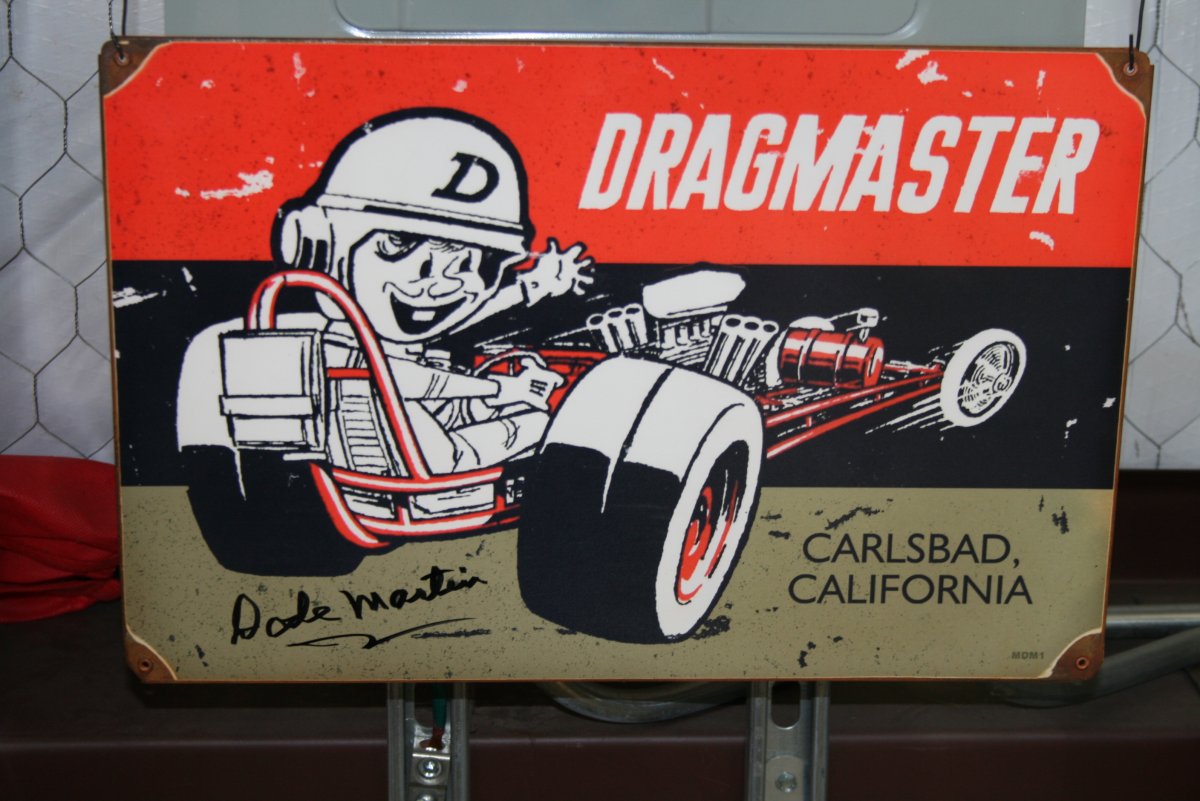 D
DRAGMASTER
CARLSBAD,
CALIFORNIA
Dode Martin
MDM1